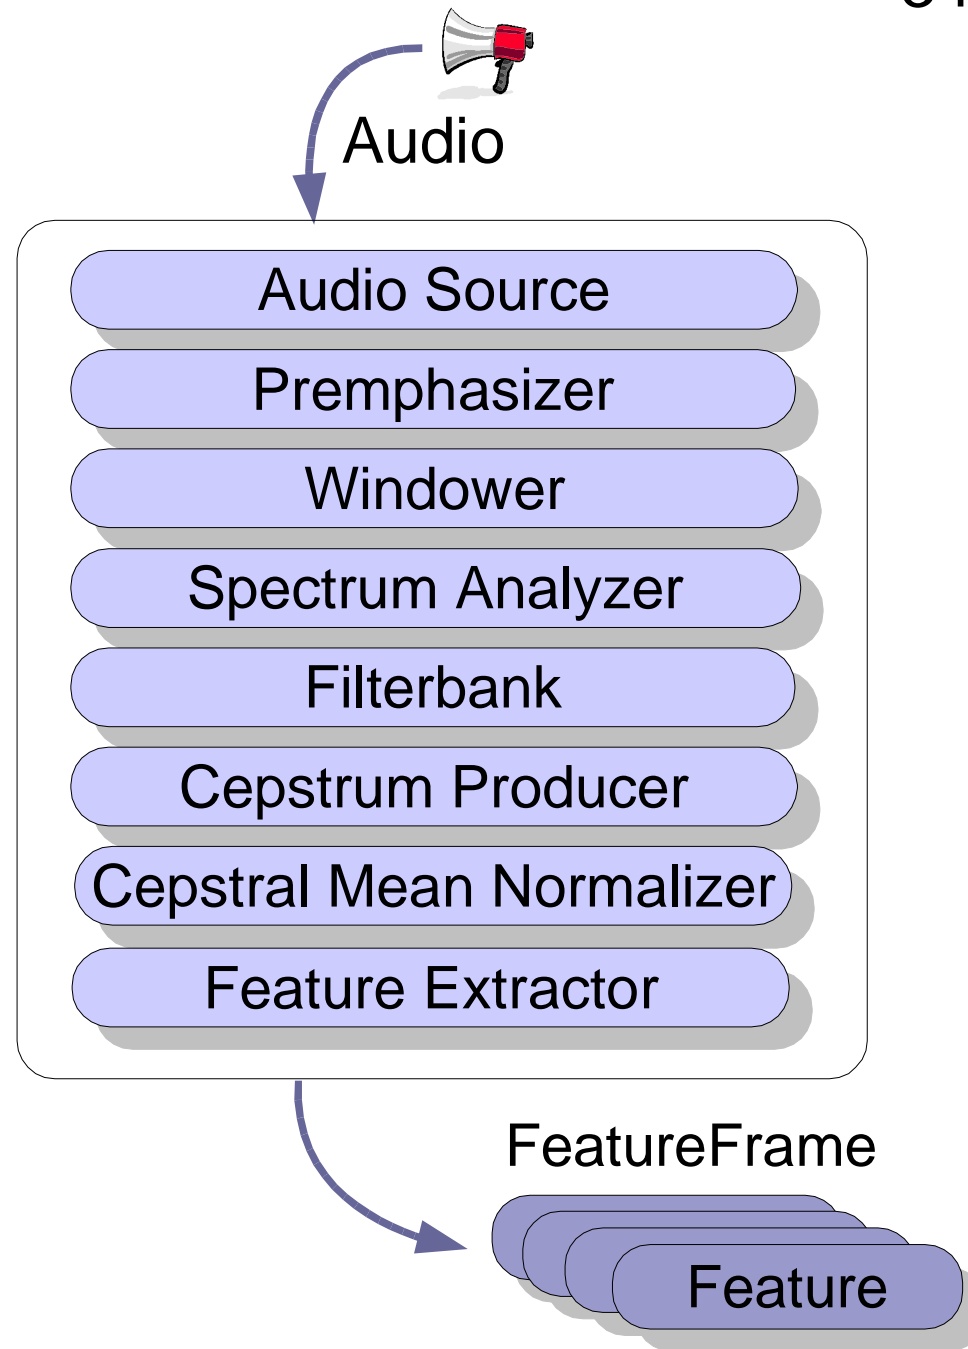 Audio
Audio Source
Premphasizer
Windower
Spectrum Analyzer
Filterbank
Cepstrum Producer
Cepstral Mean Normalizer
Feature Extractor
FeatureFrame
Feature